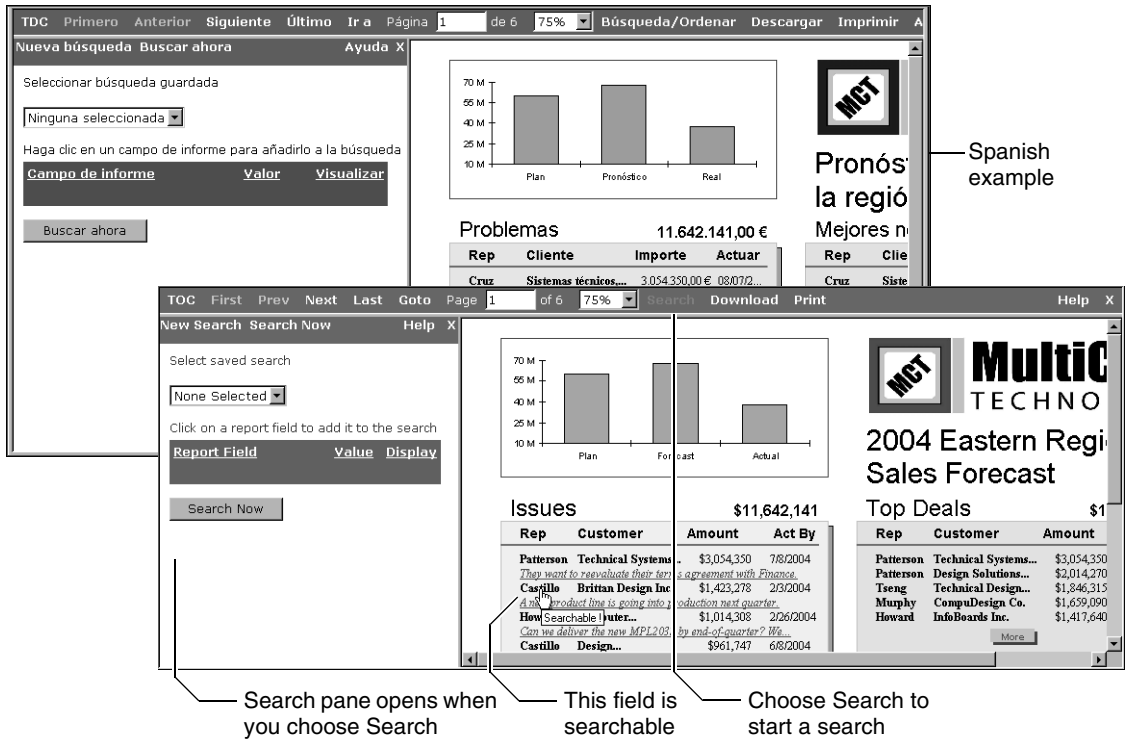 TDC Primero Anterior Siguiente Último Ir a Página 1 de 6 75% Búsqueda/Ordenar Descargar Imprimir A
Nueva búsqueda Buscar ahora Ayuda X
Seleccionar búsqueda guardada
Ninguna seleccionada
Haga clic en un campo de informe para añadirlo a la búsqueda
Campo de informe Valor Visualizar
Buscar ahora
70 M
55 M
40 M
25 M
10 M
Plan Pronóstico Real
MCT
Pronós
la regió
Problemas 11.642.141,00 €
Rep Cliente Importe Actuar
Cruz Sistemas técnicos,... 3.054.350,00 € 08/07/2...
Mejores n
Rep Clie
Cruz Siste
Spanish
example
TOC First Prev Next Last Goto Page 1 of 6 75% Search Download Print Help X
New Search Search Now Help X
Select saved search
None Selected
Click on a report field to add it to the search
Report Field Value Display
Search Now
70 M
55 M
40 M
25 M
10 M
Plan Forecast Actual
MCT
MultiC
TECHNO
2004 Eastern Regi
Sales Forecast
Issues $11,642,141
Rep Customer Amount Act By
Patterson Technical Systems... $3,054,350 7/8/2004
They want to reevaluate their terms agreement with Finance.
Castillo Brittan Design Inc $1,423,278 2/3/2004
A new product line is going into production next quarter.
How puter... $1,014,308 2/26/2004
Searchable !
Can we deliver the new MPL203. by end-of-quarter? We...
Castillo Design... $961,747 6/8/2004
Top Deals $1
Rep Customer Amount
Patterson Technical Systems... $3,054,350
Patterson Design Solutions... $2,014,270
Tseng Technical Design... $1,846,315
Murphy CompuDesign Co. $1,659,090
Howard InfoBoards Inc. $1,417,640
More
Search pane opens when
you choose Search
This field is
searchable
Choose Search to
start a search